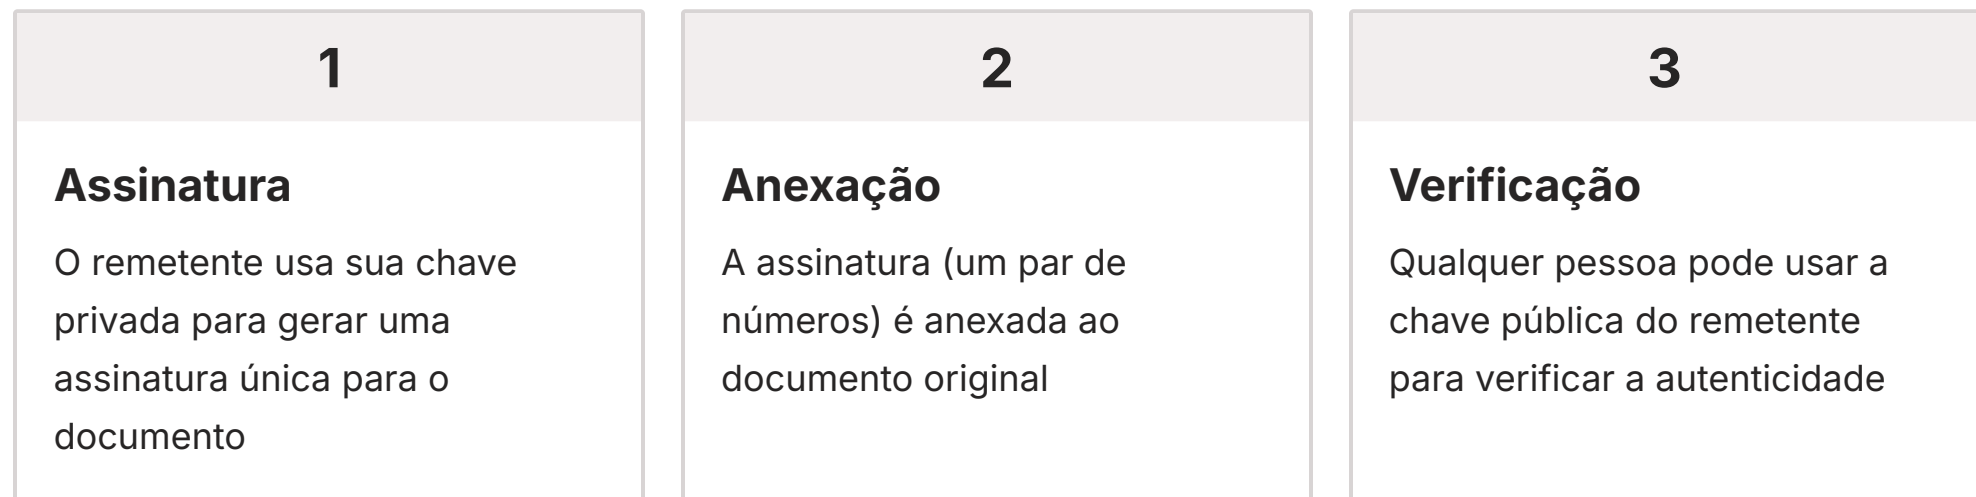 1
Assinatura
O remetente usa sua chave
privada para gerar uma
assinatura única para o
documento
2
Anexação
A assinatura (um par de
números) é anexada ao
documento original
3
Verificação
Qualquer pessoa pode usar a
chave pública do remetente
para verificar a autenticidade